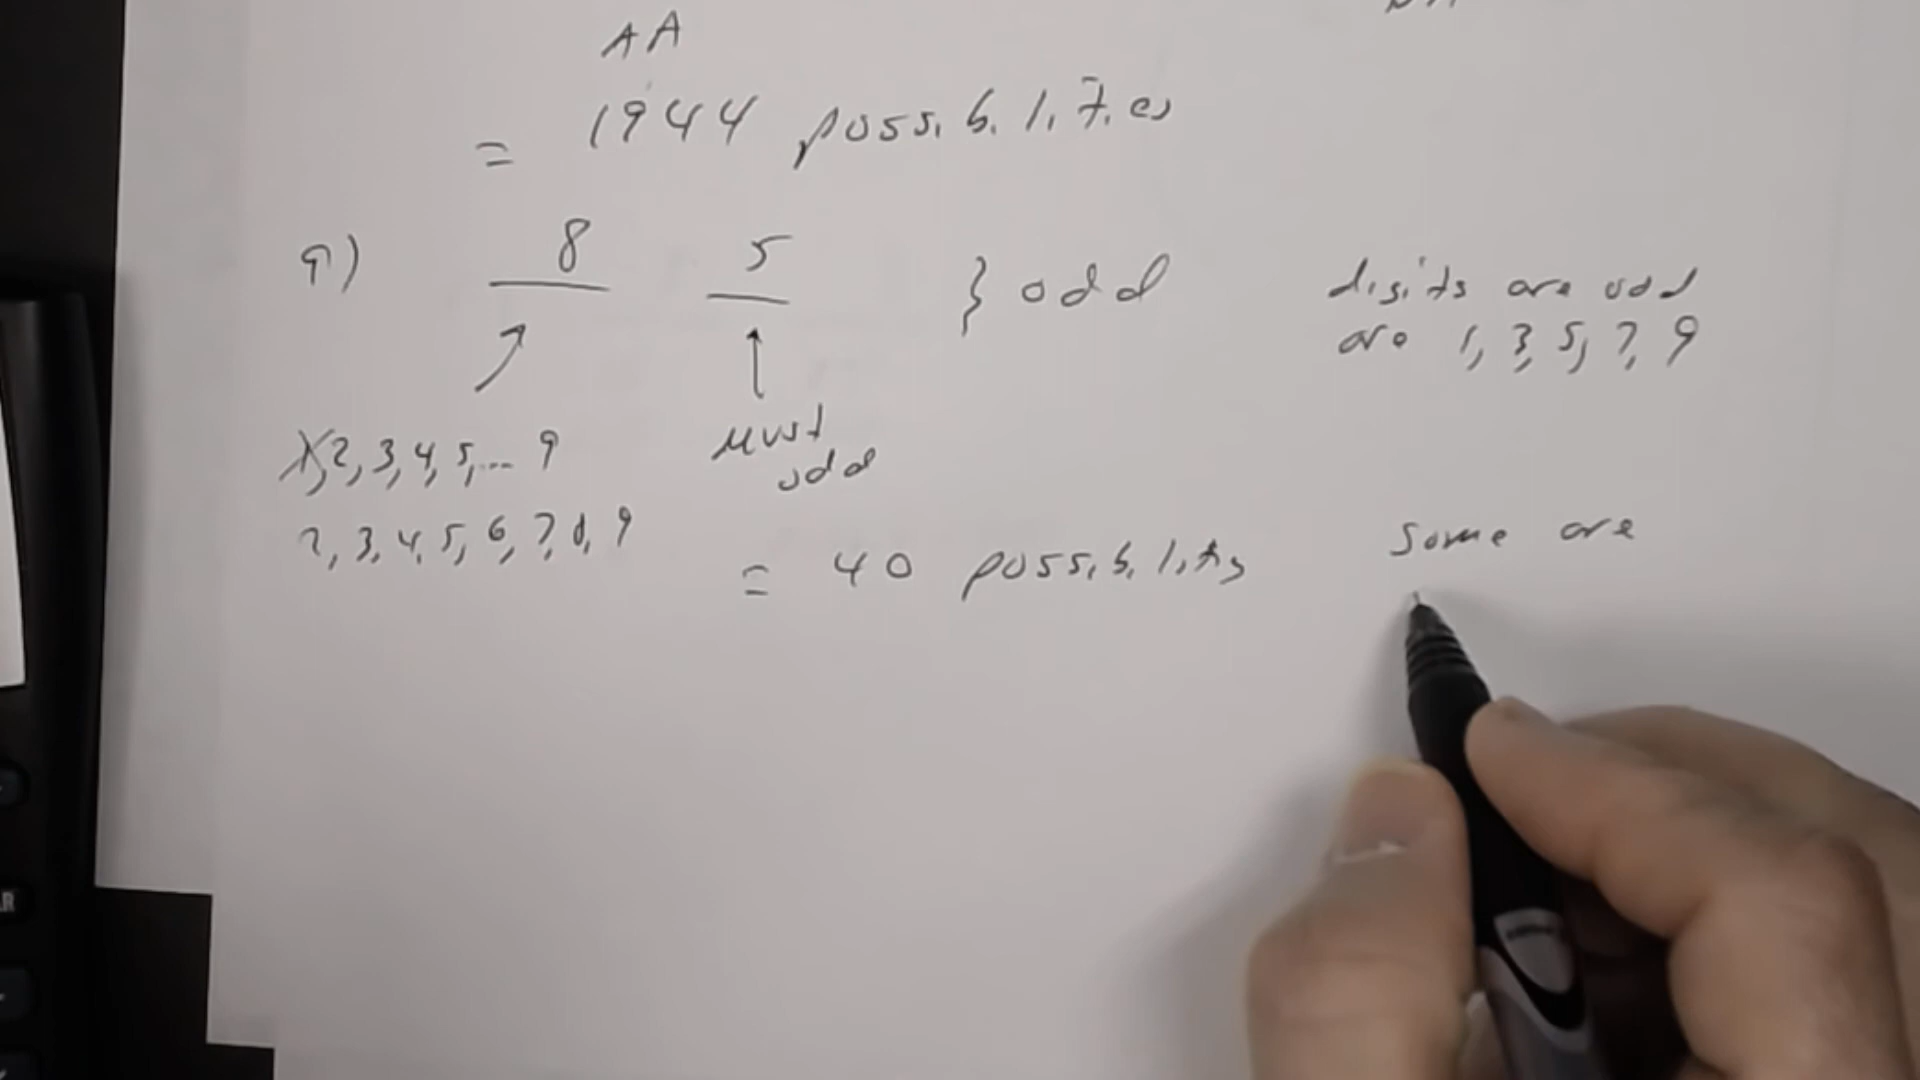 AA
= 1944 possibilities
9) 8 5 } odd
digits are odd
are 1, 3, 5, 7, 9
1, 2, 3, 4, 5, ... 9
must
odd
2, 3, 4, 5, 6, 7, 8, 9
= 40 possibilitys
some are